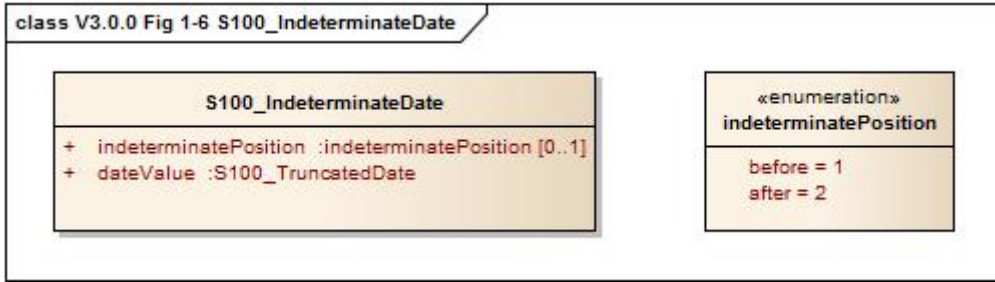 class V3.0.0 Fig 1-6 S100_IndeterminateDate
S100_IndeterminateDate
+ indeterminatePosition :indeterminatePosition [0..1]
+ dateValue :S100_TruncatedDate
«enumeration»
indeterminatePosition
before = 1
after = 2